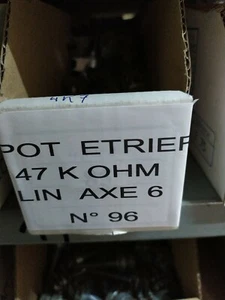 POT ETRIER
47 K OHM
LIN AXE 6
N° 96